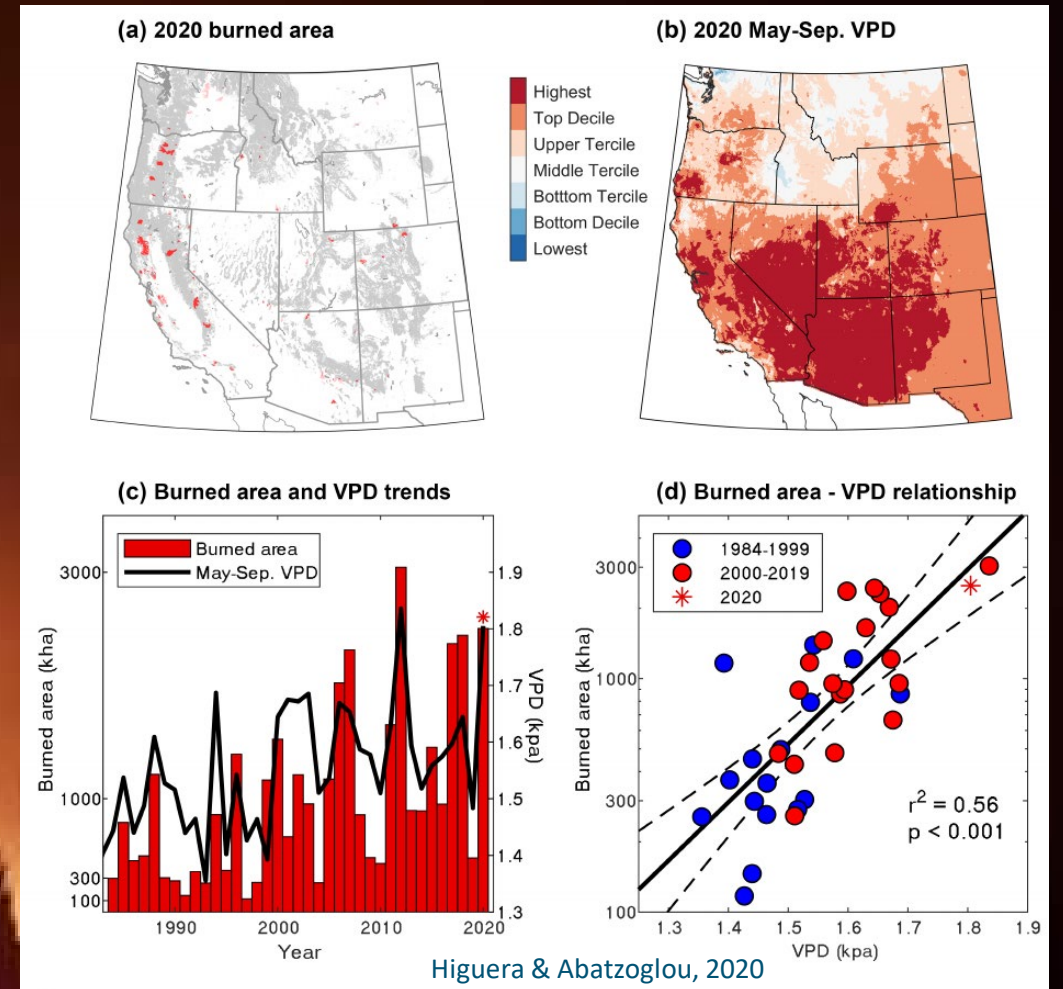 (a) 2020 burned area
(b) 2020 May-Sep. VPD
Highest
Top Decile
Upper Tercile
Middle Tercile
Botttom Tercile
Bottom Decile
Lowest
(c) Burned area and VPD trends
Burned area
May-Sep. VPD
Burned area (kha)
3000
1000
300
100
1990
2000
2010
2020
Year
1.9
1.8
1.7
1.6
1.5
1.4
1.3
VPD (kpa)
(d) Burned area - VPD relationship
1984-1999
2000-2019
2020
Burned area (kha)
3000
1000
300
100
r² = 0.56
p < 0.001
1.3
1.4
1.5
1.6
1.7
1.8
1.9
VPD (kpa)
Higuera & Abatzoglou, 2020